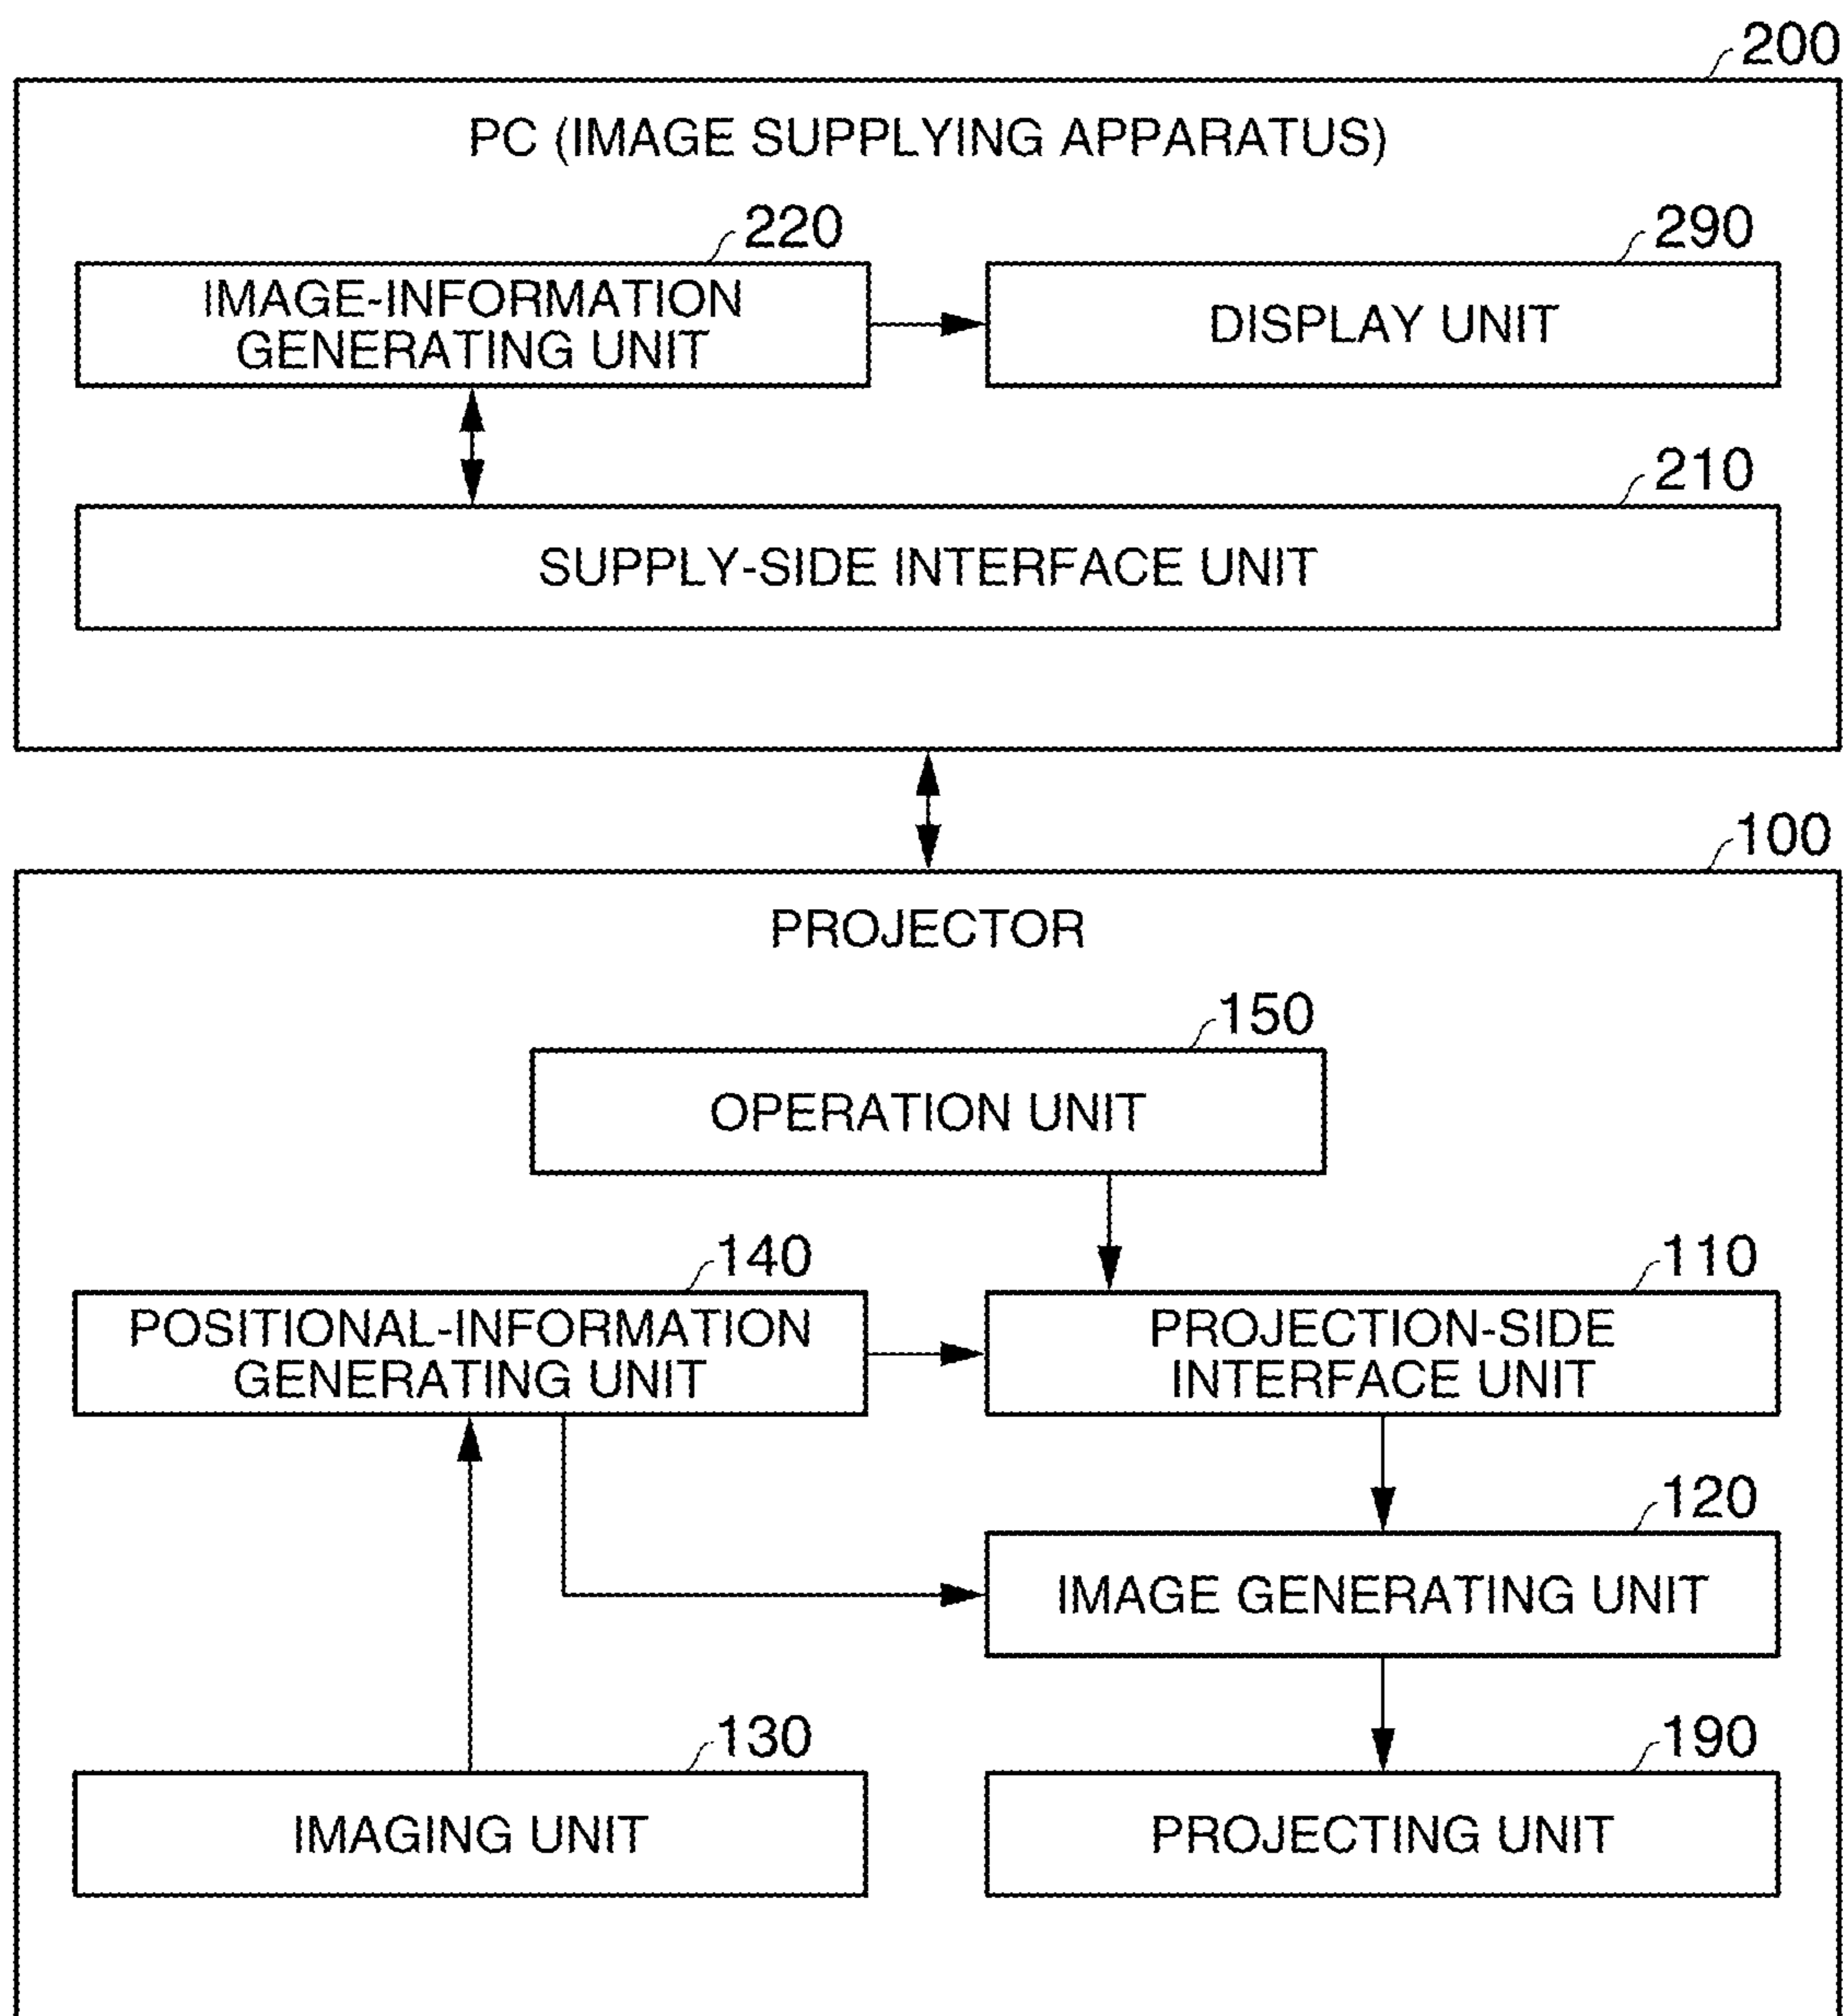 200
PC (IMAGE SUPPLYING APPARATUS)
220
290
IMAGE-INFORMATION
GENERATING UNIT
DISPLAY UNIT
210
SUPPLY-SIDE INTERFACE UNIT
100
PROJECTOR
150
OPERATION UNIT
140
110
POSITIONAL-INFORMATION
GENERATING UNIT
PROJECTION-SIDE
INTERFACE UNIT
120
IMAGE GENERATING UNIT
130
190
IMAGING UNIT
PROJECTING UNIT